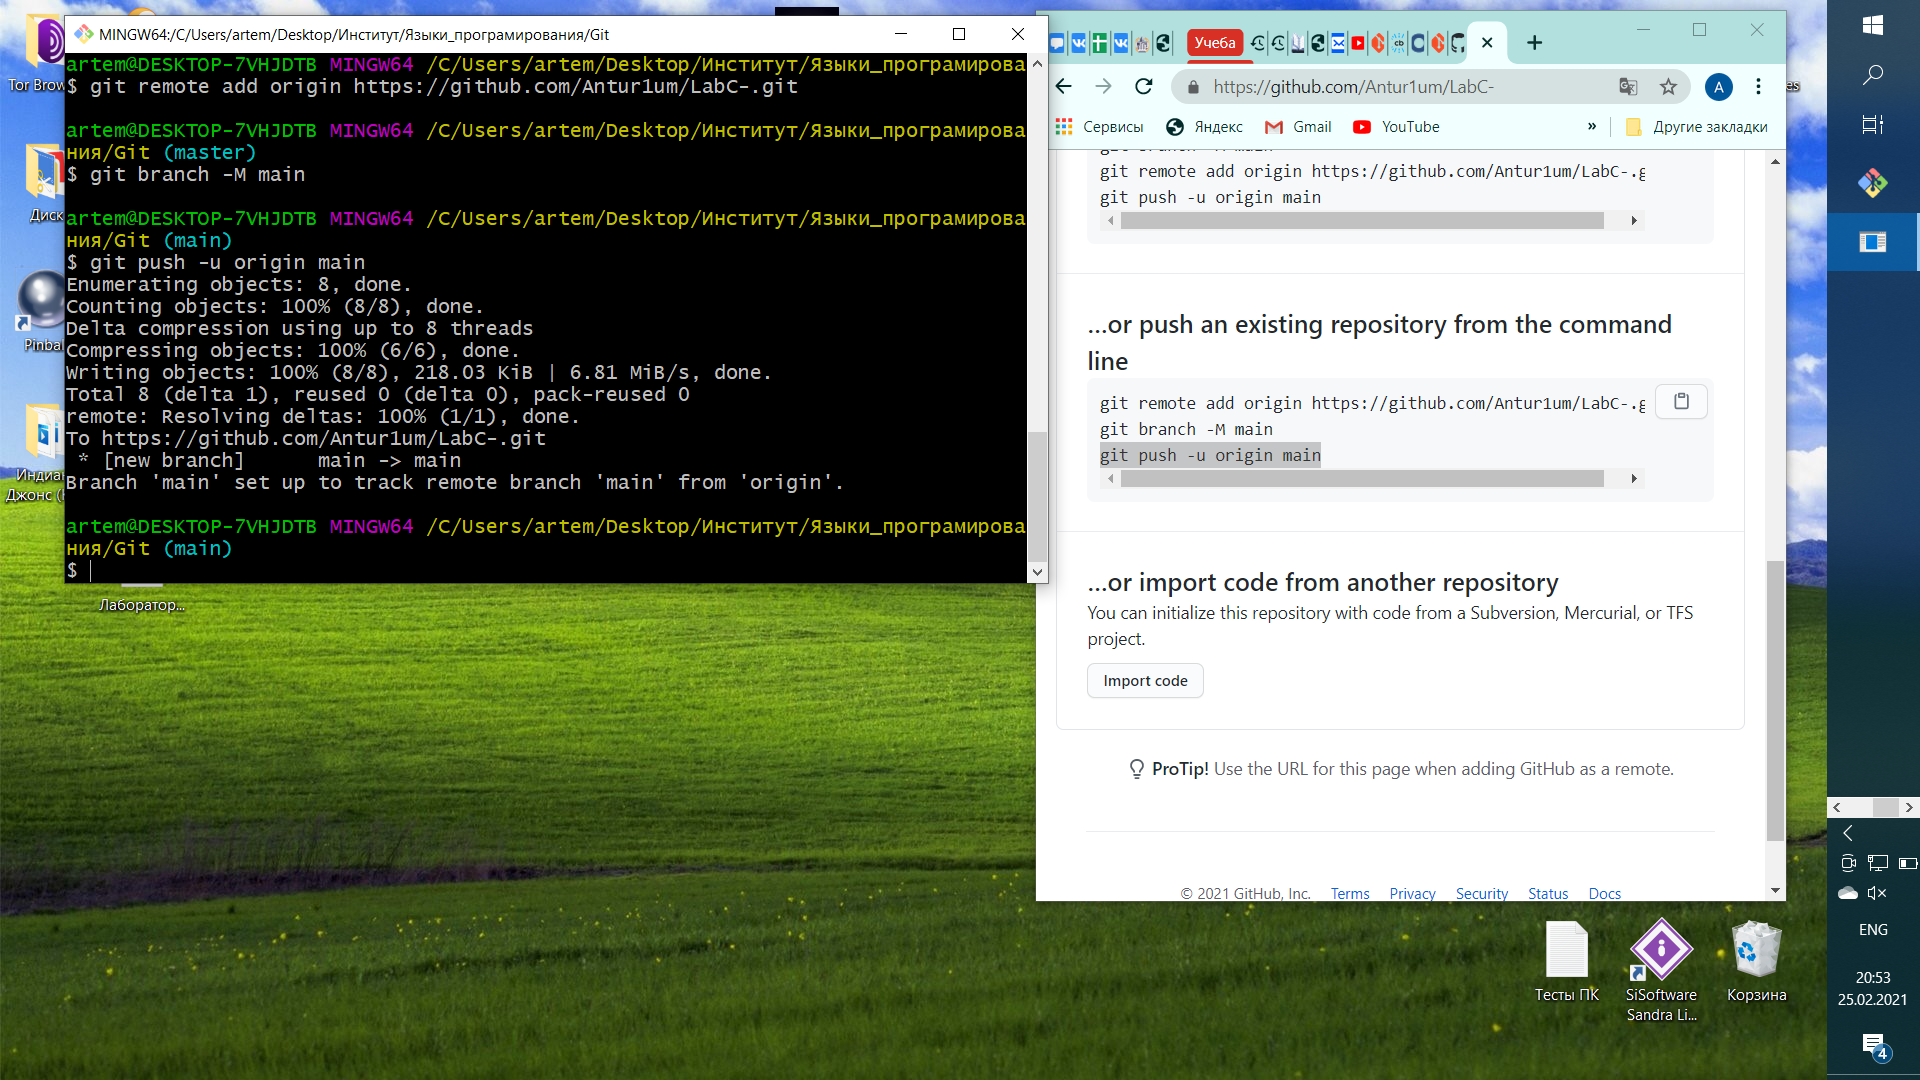 MINGW64:/C/Users/artem/Desktop/Институт/Языки_програмирования/Git
artem@DESKTOP-7VHJDTB MINGW64 /C/Users/artem/Desktop/Институт/Языки_програмирова
$ git remote add origin https://github.com/Antur1um/LabC-.git
artem@DESKTOP-7VHJDTB MINGW64 /C/Users/artem/Desktop/Институт/Языки_програмирова
ния/Git (master)
$ git branch -M main
artem@DESKTOP-7VHJDTB MINGW64 /C/Users/artem/Desktop/Институт/Языки_програмирова
ния/Git (main)
$ git push -u origin main
Enumerating objects: 8, done.
Counting objects: 100% (8/8), done.
Delta compression using up to 8 threads
Compressing objects: 100% (6/6), done.
Writing objects: 100% (8/8), 218.03 KiB | 6.81 MiB/s, done.
Total 8 (delta 1), reused 0 (delta 0), pack-reused 0
remote: Resolving deltas: 100% (1/1), done.
To https://github.com/Antur1um/LabC-.git
* [new branch]      main -> main
Branch 'main' set up to track remote branch 'main' from 'origin'.
artem@DESKTOP-7VHJDTB MINGW64 /C/Users/artem/Desktop/Институт/Языки_програмирова
ния/Git (main)
$
Tor Brow
Диск
Pinba
Индиа
Джонс (
Лаборатор...
Учеба
https://github.com/Antur1um/LabC-
A
Сервисы
Яндекс
Gmail
YouTube
»
Другие закладки
git remote add origin https://github.com/Antur1um/LabC-.g
git push -u origin main
…or push an existing repository from the command
line
git remote add origin https://github.com/Antur1um/LabC-.g
git branch -M main
git push -u origin main
…or import code from another repository
You can initialize this repository with code from a Subversion, Mercurial, or TFS
project.
Import code
ProTip! Use the URL for this page when adding GitHub as a remote.
© 2021 GitHub, Inc. Terms Privacy Security Status Docs
Тесты ПК
SiSoftware
Sandra Li...
Корзина
ENG
20:53
25.02.2021
4